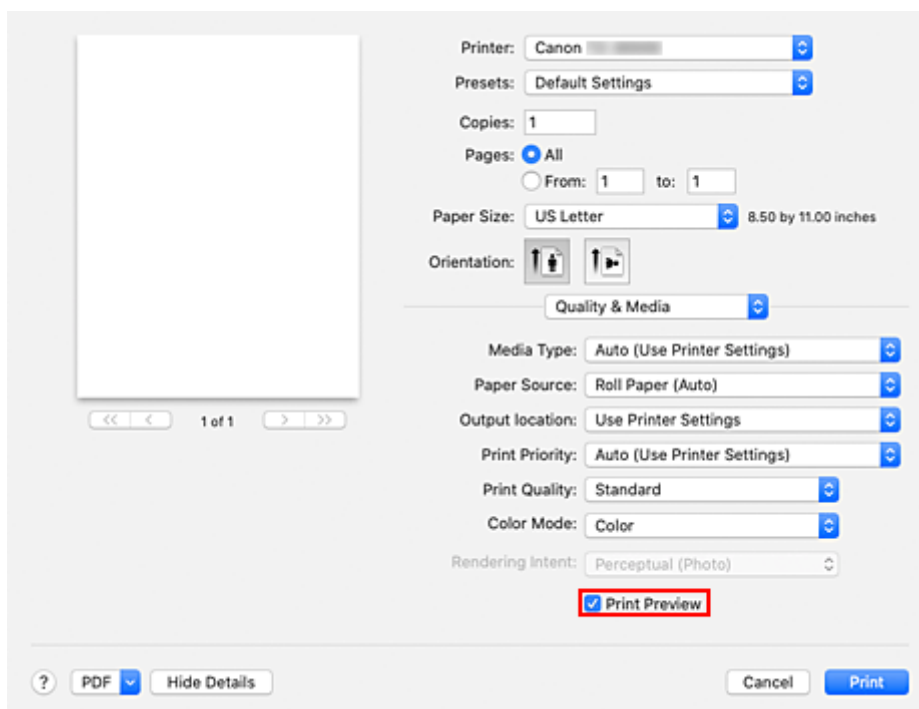 Printer: Canon
Presets: Default Settings
Copies: 1
Pages: All
From: 1 to: 1
Paper Size: US Letter 8.50 by 11.00 inches
Orientation:
Quality & Media
Media Type: Auto (Use Printer Settings)
Paper Source: Roll Paper (Auto)
<< < 1 of 1 > >>
Output location: Use Printer Settings
Print Priority: Auto (Use Printer Settings)
Print Quality: Standard
Color Mode: Color
Rendering Intent: Perceptual (Photo)
Print Preview
? PDF Hide Details Cancel Print